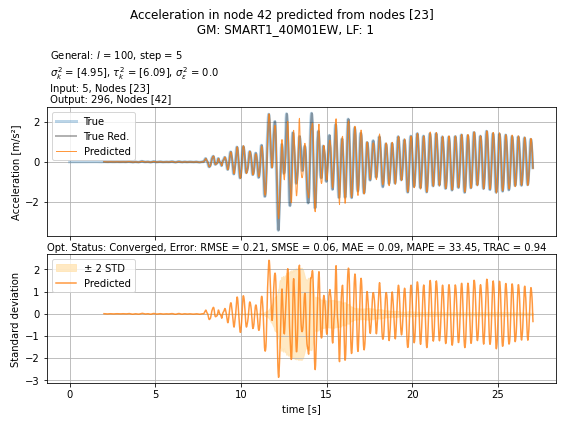 Acceleration in node 42 predicted from nodes [23]
GM: SMART1_40M01EW, LF: 1
General: l = 100, step = 5
σ²ₖ = [4.95], τ²ₖ = [6.09], σ²ε = 0.0
Input: 5, Nodes [23]
Output: 296, Nodes [42]
True
True Red.
Predicted
Acceleration [m/s²]
2
0
−2
Opt. Status: Converged, Error: RMSE = 0.21, SMSE = 0.06, MAE = 0.09, MAPE = 33.45, TRAC = 0.94
± 2 STD
Predicted
Standard deviation
2
1
0
−1
−2
−3
0 5 10 15 20 25
time [s]